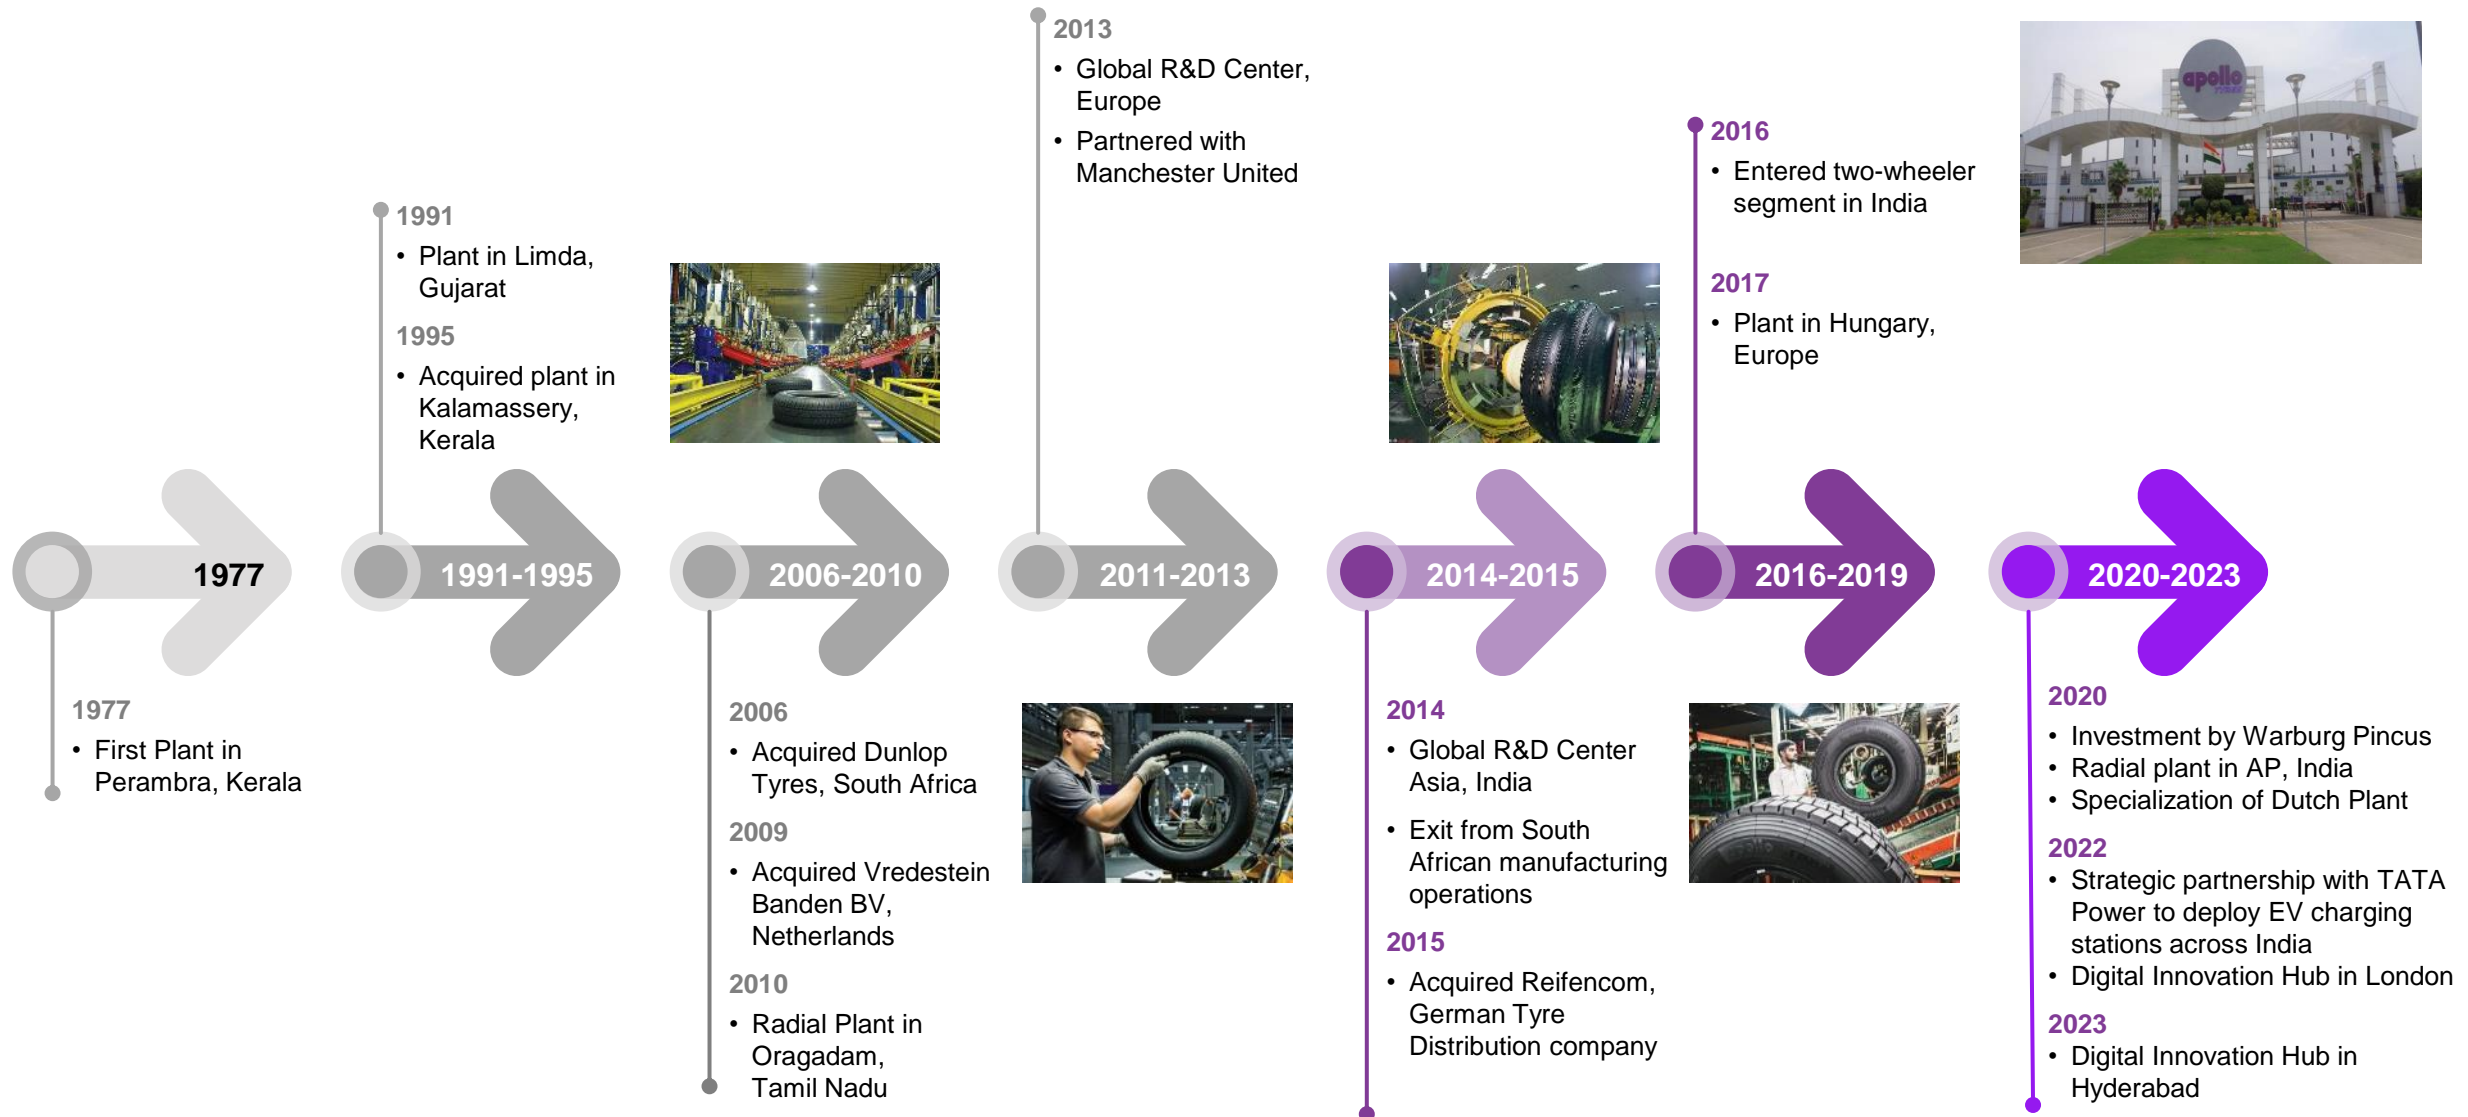 1977
1977
• First Plant in
Perambra, Kerala
1991-1995
1991
• Plant in Limda,
Gujarat
1995
• Acquired plant in
Kalamassery,
Kerala
2006-2010
2006
• Acquired Dunlop
Tyres, South Africa
2009
• Acquired Vredestein
Banden BV,
Netherlands
2010
• Radial Plant in
Oragadam,
Tamil Nadu
2011-2013
2013
• Global R&D Center,
Europe
• Partnered with
Manchester United
2014-2015
2014
• Global R&D Center
Asia, India
• Exit from South
African manufacturing
operations
2015
• Acquired Reifencom,
German Tyre
Distribution company
2016-2019
2016
• Entered two-wheeler
segment in India
2017
• Plant in Hungary,
Europe
2020-2023
2020
• Investment by Warburg Pincus
• Radial plant in AP, India
• Specialization of Dutch Plant
2022
• Strategic partnership with TATA
Power to deploy EV charging
stations across India
• Digital Innovation Hub in London
2023
• Digital Innovation Hub in
Hyderabad
apollo
TYRES
apollo